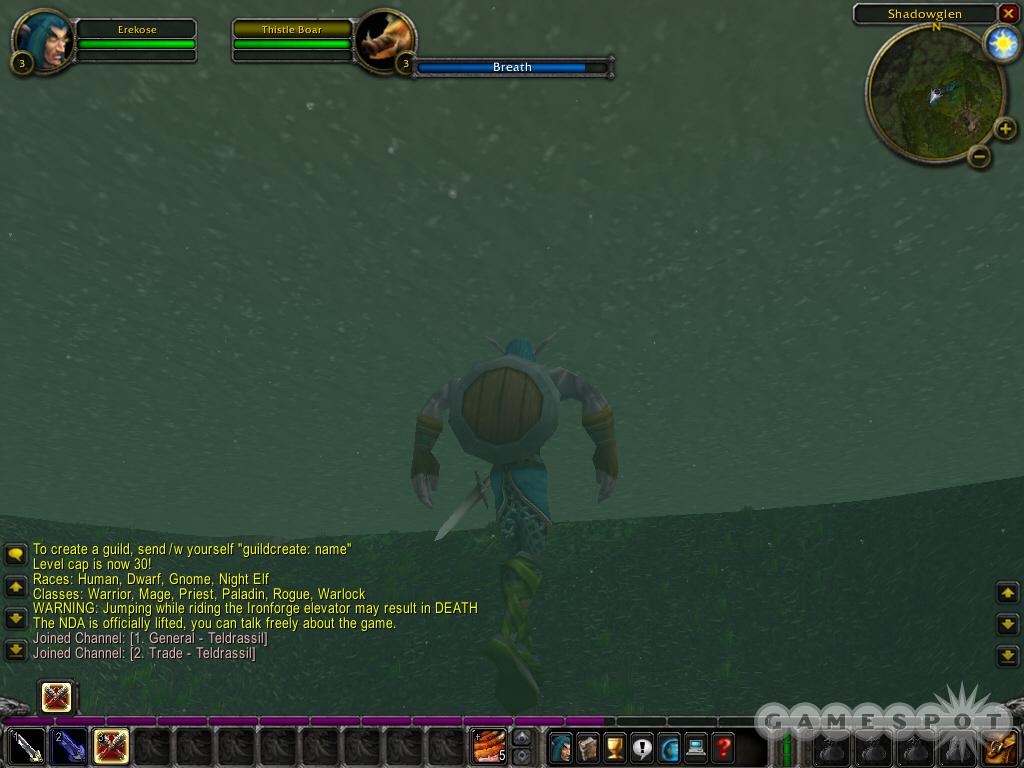 Erekose
Thistle Boar
Shadowglen
N
3
3
Breath
To create a guild, send /w yourself "guildcreate: name"
Level cap is now 30!
Races: Human, Dwarf, Gnome, Night Elf
Classes: Warrior, Mage, Priest, Paladin, Rogue, Warlock
WARNING: Jumping while riding the Ironforge elevator may result in DEATH
The NDA is officially lifted, you can talk freely about the game.
Joined Channel: [1. General - Teldrassil]
Joined Channel: [2. Trade - Teldrassil]
GAMESPOT
1 2 3 5